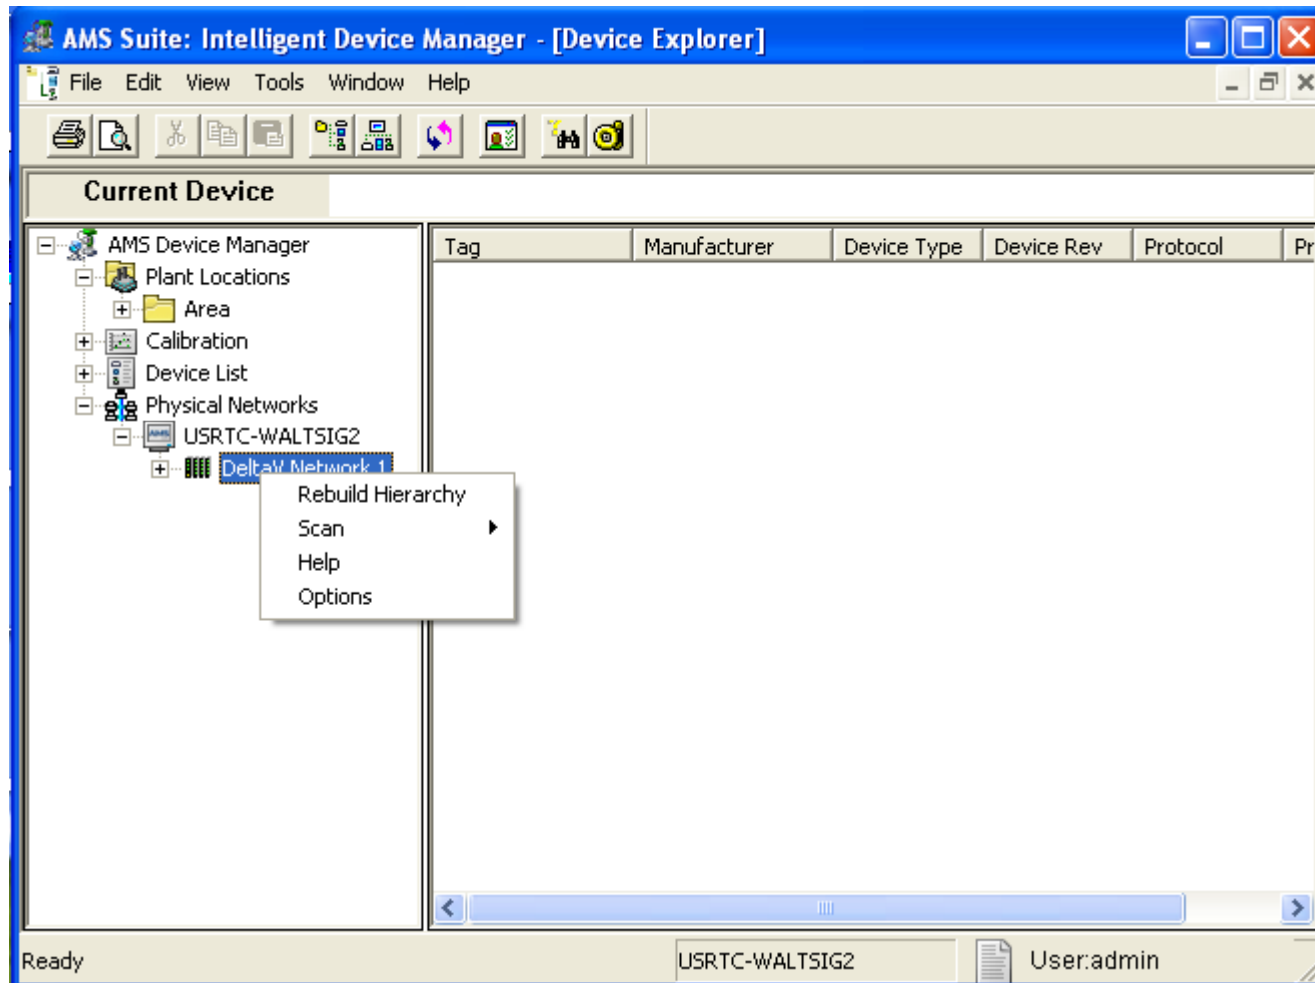 AMS Suite: Intelligent Device Manager - [Device Explorer]
File Edit View Tools Window Help
Current Device
AMS Device Manager
Plant Locations
Area
Calibration
Device List
Physical Networks
USRTC-WALTSIG2
DeltaV Network 1
Rebuild Hierarchy
Scan
Help
Options
Tag Manufacturer Device Type Device Rev Protocol Pr
Ready USRTC-WALTSIG2 User:admin